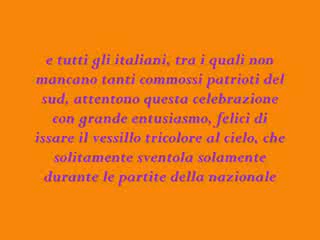 e tutti gli italiani, tra i quali non
mancano tanti commossi patrioti del
sud, attentono questa celebrazione
con grande entusiasmo, felici di
issare il vessillo tricolore al cielo, che
solitamente sventola solamente
durante le partite della nazionale